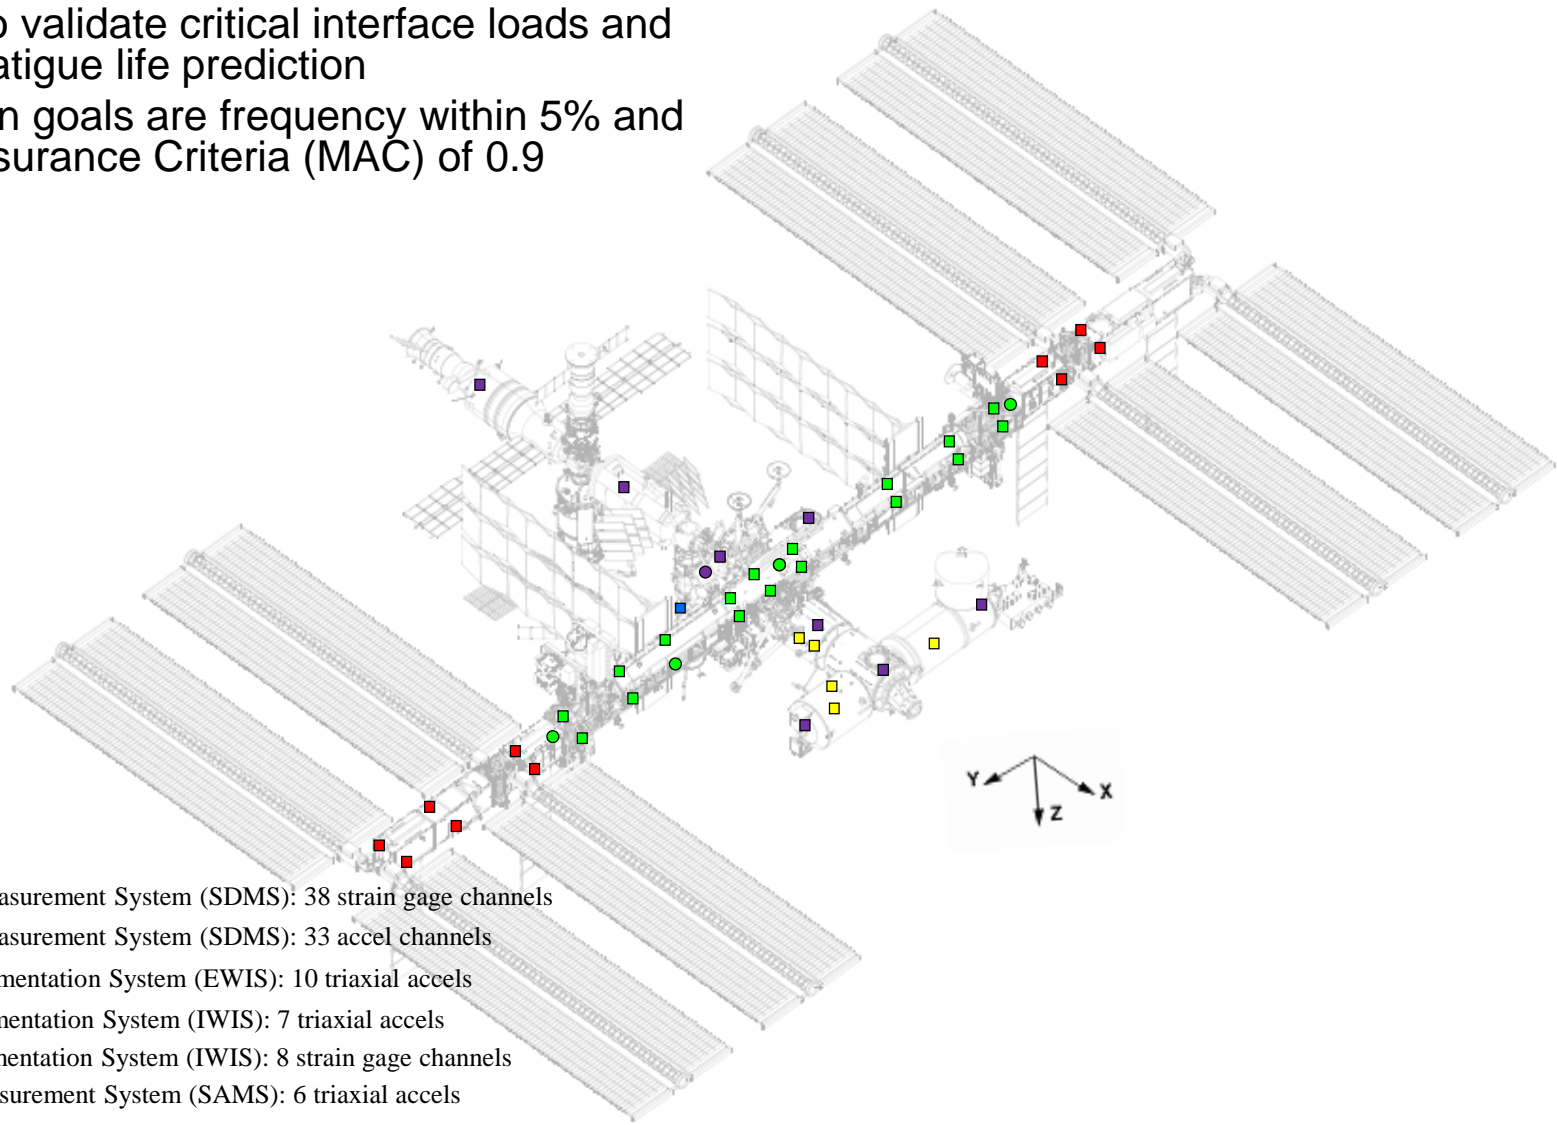 o validate critical interface loads and
atigue life prediction
n goals are frequency within 5% and
surance Criteria (MAC) of 0.9
Y
X
Z
asurement System (SDMS): 38 strain gage channels
asurement System (SDMS): 33 accel channels
mentation System (EWIS): 10 triaxial accels
mentation System (IWIS): 7 triaxial accels
mentation System (IWIS): 8 strain gage channels
surement System (SAMS): 6 triaxial accels